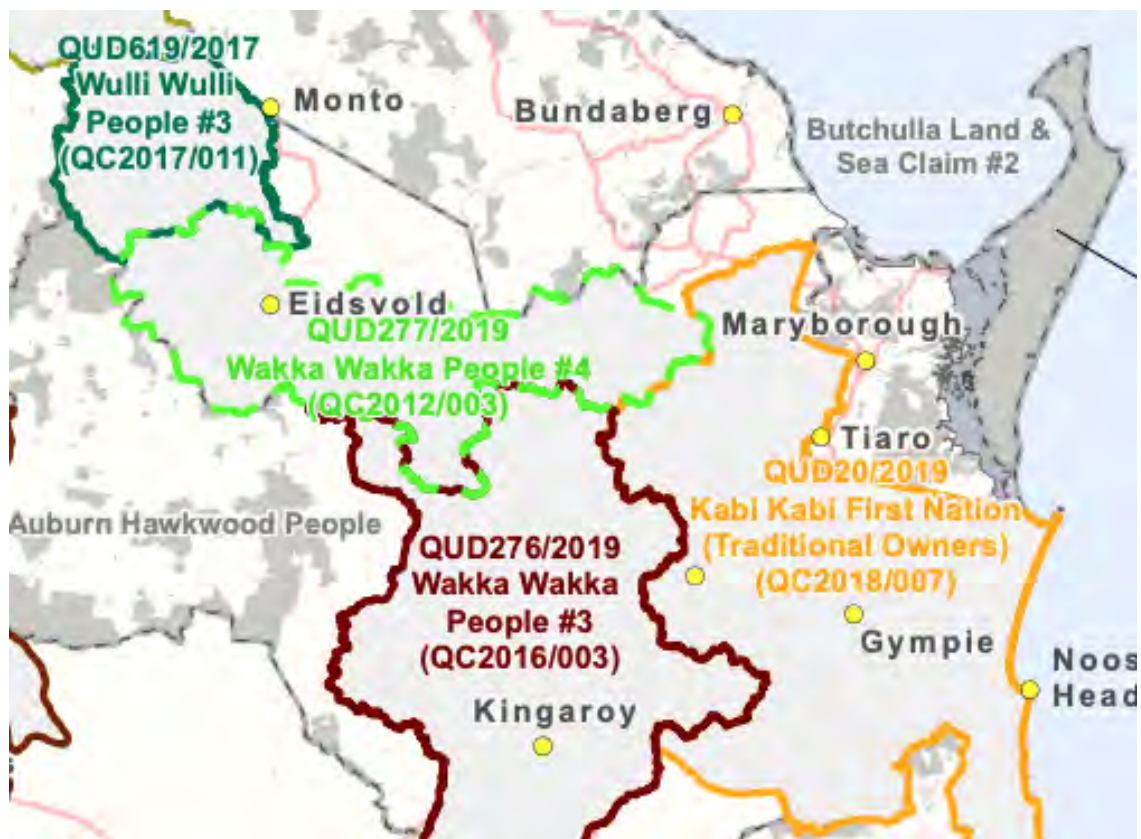 QUD619/2017
Wulli Wulli
People #3
(QC2017/011)
Monto
Bundaberg
Butchulla Land &
Sea Claim #2
Eidsvold
QUD277/2019
Wakka Wakka People #4
(QC2012/003)
Maryborough
Tiaro
QUD20/2019
Kabi Kabi First Nation
(Traditional Owners)
(QC2018/007)
Auburn Hawkwood People
QUD276/2019
Wakka Wakka
People #3
(QC2016/003)
Gympie
Noos
Head
Kingaroy